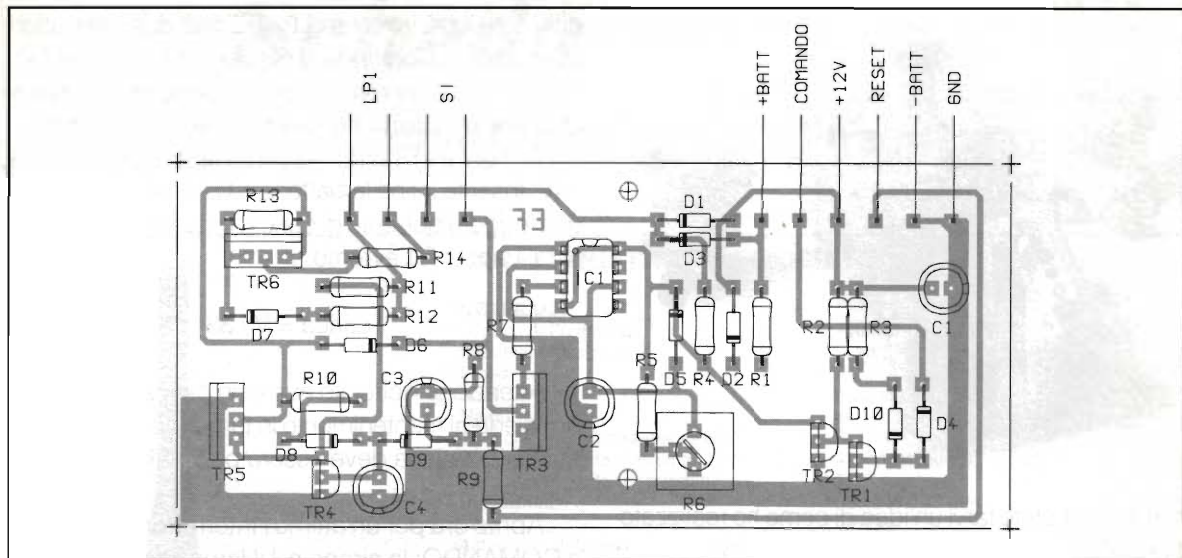 LP1
SI
+BATT
COMANDO
+12V
RESET
-BATT
GND
R13
EF
D1
D3
TR6
R14
IC1
R11
R12
C1
D7
D6
R7
R2
R3
R8
R5
D5
R4
D2
R1
R10
C3
D10
D4
C2
D8
D9
TR3
TR5
R9
R6
TR2
TR1
TR4
C4